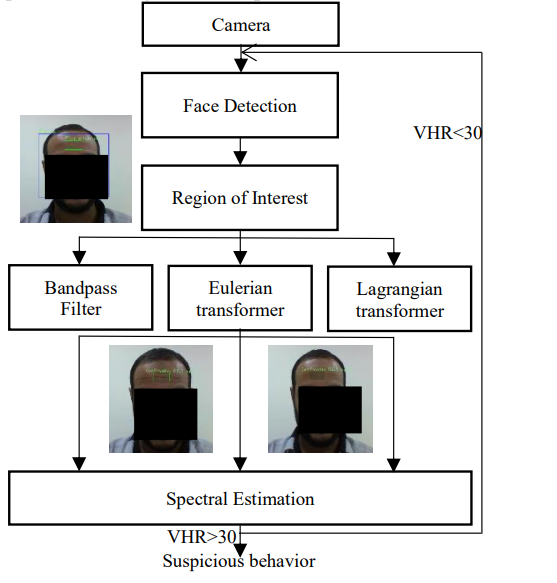 Camera
Face Detection
VHR<30
Region of Interest
Bandpass
Filter
Eulerian
transformer
Lagrangian
transformer
Spectral Estimation
VHR>30
Suspicious behavior